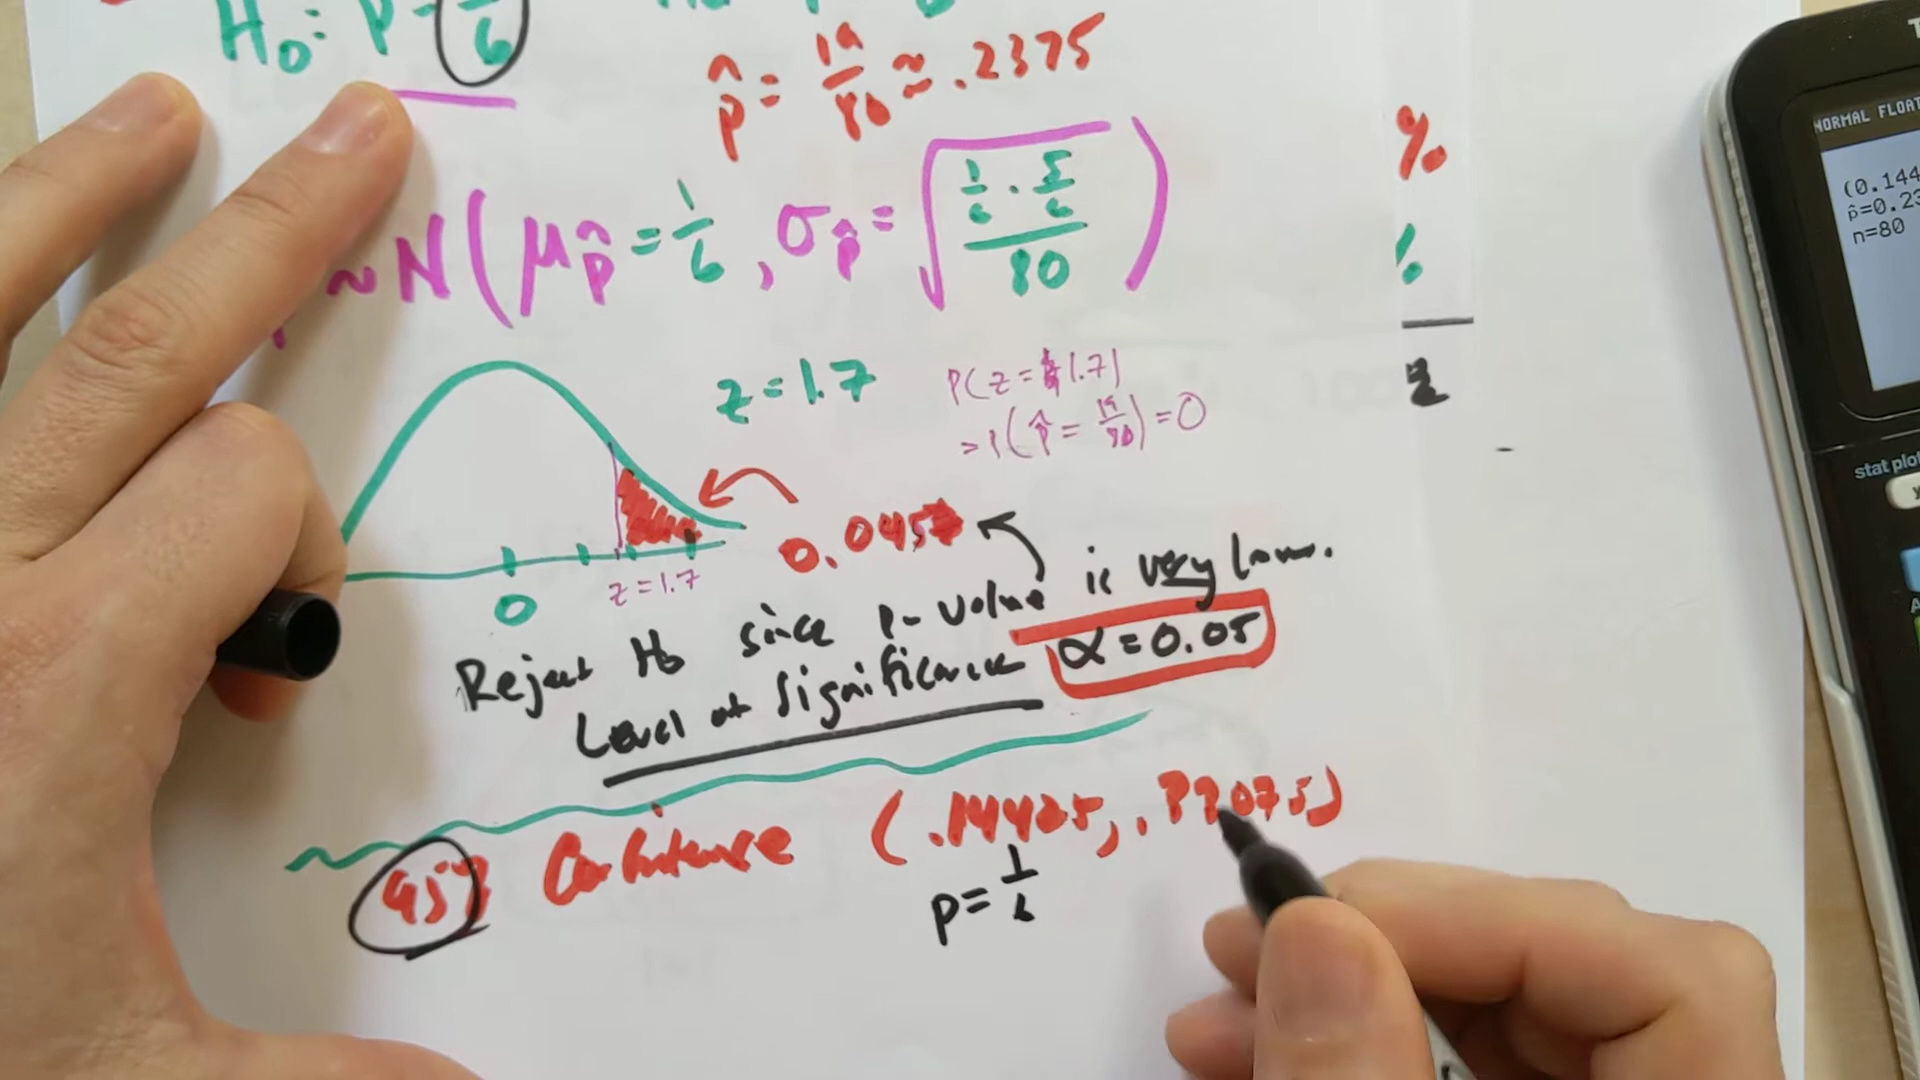 H₀: p = 1/6
p̂ = 19/80 ≈ .2375
~N(μp̂ = 1/6, σp̂ = √(1/6 · 5/6 / 80))
z = 1.7
P(z = 1.7)
= P(p̂ = 19/80) = 0
0.045
0
z = 1.7
Reject H₀ since p-value is very low.
Level of Significance α = 0.05
95% Confidence (.14425, .33075)
p = 1/6
NORMAL FLOAT
(0.144
p̂=0.23
n=80
stat plot